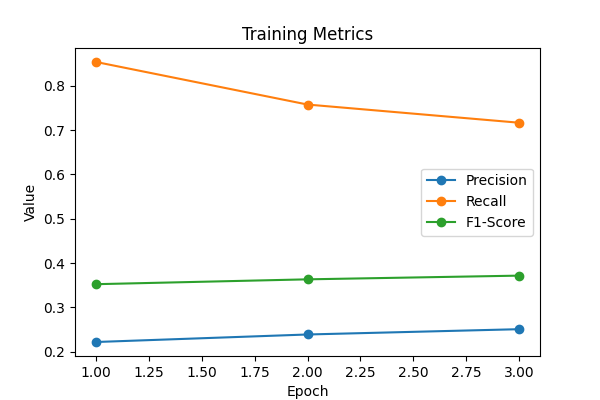 Training Metrics
0.8
0.7
0.6
0.5
0.4
0.3
0.2
Value
Precision
Recall
F1-Score
1.00 1.25 1.50 1.75 2.00 2.25 2.50 2.75 3.00
Epoch